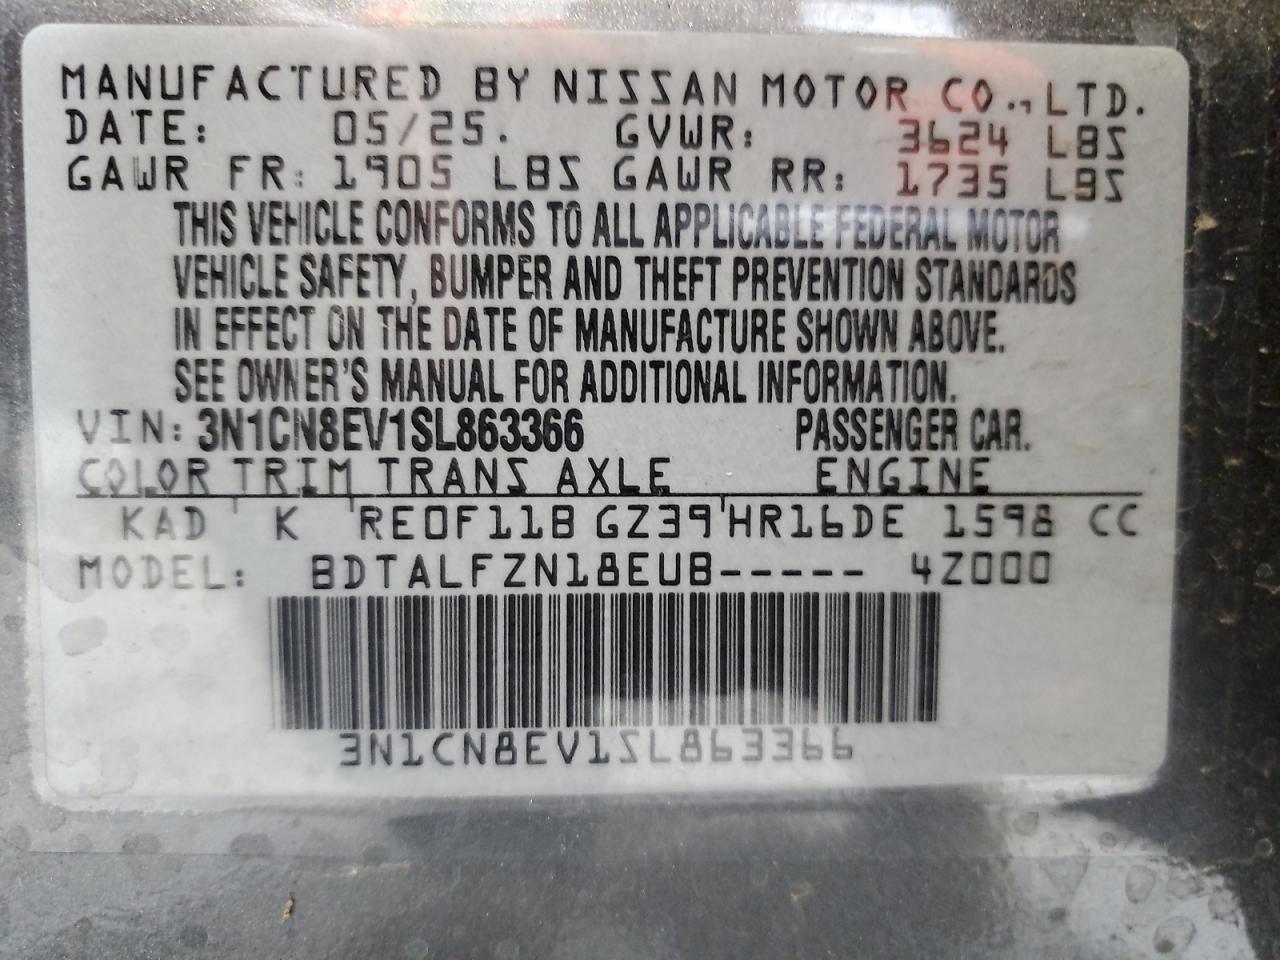 MANUFACTURED BY NISSAN MOTOR CO., LTD.
DATE: 05/25. GVWR: 3624 LBS
GAWR FR: 1905 LBS GAWR RR: 1735 LBS
THIS VEHICLE CONFORMS TO ALL APPLICABLE FEDERAL MOTOR
VEHICLE SAFETY, BUMPER AND THEFT PREVENTION STANDARDS
IN EFFECT ON THE DATE OF MANUFACTURE SHOWN ABOVE.
SEE OWNER'S MANUAL FOR ADDITIONAL INFORMATION.
VIN: 3N1CN8EV1SL863366 PASSENGER CAR.
COLOR TRIM TRANS AXLE ENGINE
KAD K RE0F11B GZ39 HR16DE 1598 CC
MODEL: BDTALFZN18EUB----- 4Z000
3N1CN8EV1SL863366